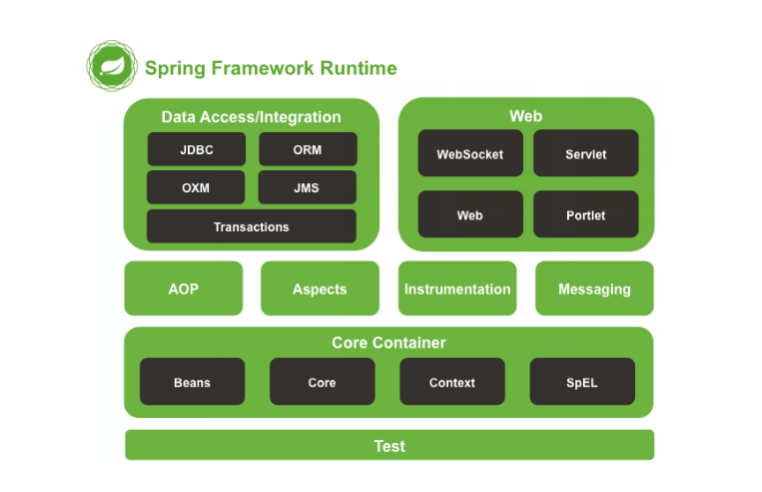 Spring Framework Runtime
Data Access/Integration
JDBC
ORM
OXM
JMS
Transactions
Web
WebSocket
Servlet
Web
Portlet
AOP
Aspects
Instrumentation
Messaging
Core Container
Beans
Core
Context
SpEL
Test